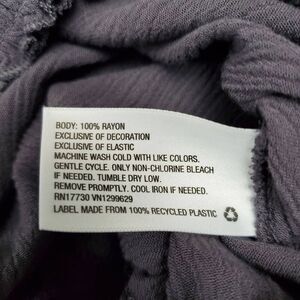 BODY: 100% RAYON
EXCLUSIVE OF DECORATION
EXCLUSIVE OF ELASTIC
MACHINE WASH COLD WITH LIKE COLORS.
GENTLE CYCLE. ONLY NON-CHLORINE BLEACH
IF NEEDED. TUMBLE DRY LOW.
REMOVE PROMPTLY. COOL IRON IF NEEDED.
RN17730 VN1299629
LABEL MADE FROM 100% RECYCLED PLASTIC